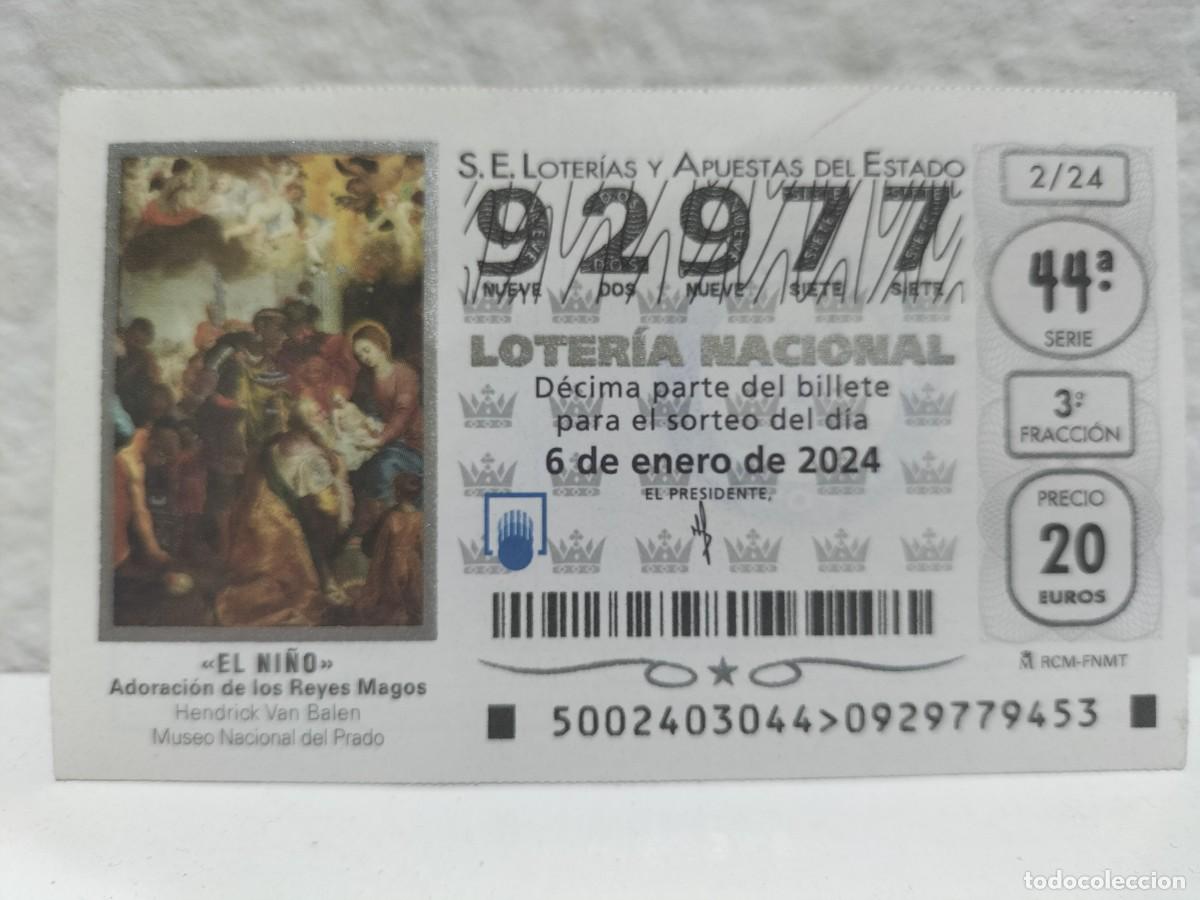 S.E. LOTERÍAS Y APUESTAS DEL ESTADO
92977
NUEVE DOS NUEVE SIETE SIETE
LOTERÍA NACIONAL
Décima parte del billete
para el sorteo del día
6 de enero de 2024
EL PRESIDENTE,
2/24
44ª
SERIE
3ª
FRACCIÓN
PRECIO
20
EUROS
RCM-FNMT
«EL NIÑO»
Adoración de los Reyes Magos
Hendrick Van Balen
Museo Nacional del Prado
5002403044>0929779453
todocoleccion